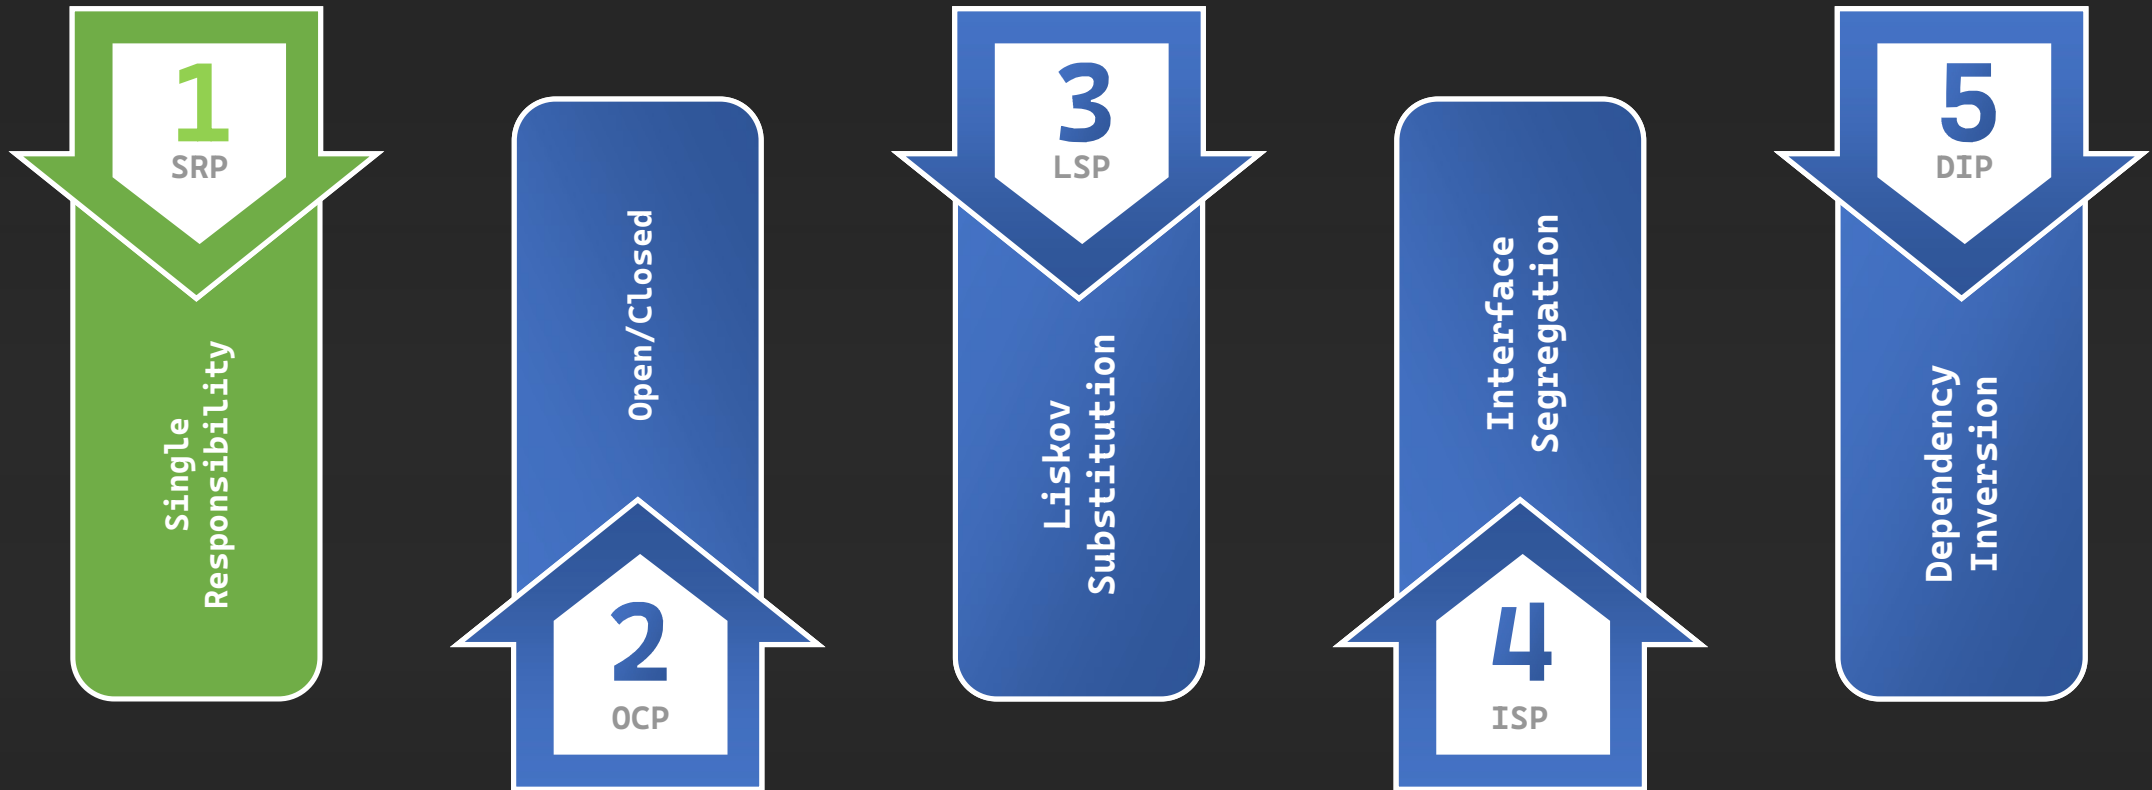 1
SRP
Single
Responsibility
Open/Closed
2
OCP
3
LSP
Liskov
Substitution
Interface
Segregation
4
ISP
5
DIP
Dependency
Inversion